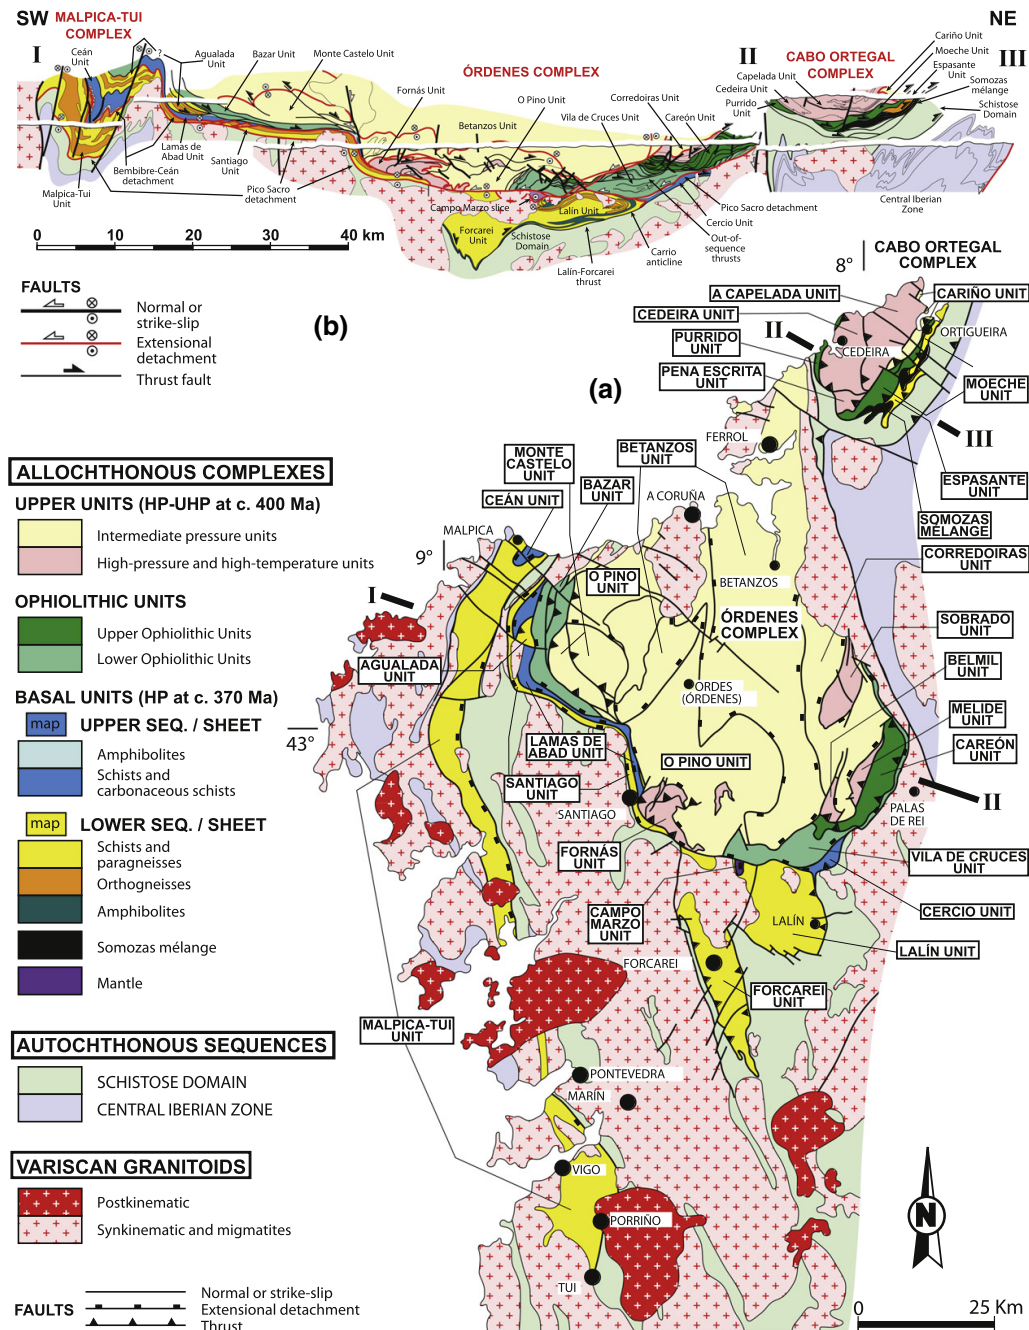 SW
MALPICA-TUI
COMPLEX
NE
I
Ceán
Unit
?
Agualada
Unit
Bazar Unit
Monte Castelo Unit
ÓRDENES COMPLEX
Fornás Unit
O Pino Unit
Betanzos Unit
Vila de Cruces Unit
Corredoira Unit
Careón Unit
II
CABO ORTEGAL
COMPLEX
III
Cariño Unit
Moeche Unit
Espasante
Unit
Somozas
mélange
Capelada Unit
Cedeira Unit
Purrido
Unit
Schistose
Domain
Malpica-Tui
Unit
Bembibre-Ceán
detachment
Lamas de
Abad Unit
Santiago
Unit
Pico Sacro
detachment
Campo Marzo slice
Forcarei
Unit
Schistose
Domain
Lalín Unit
Lalín-Forcarei
thrust
Carrio
anticline
Out-of-
sequence
thrusts
Cercio Unit
Pico Sacro detachment
Central Iberian
Zone
0 10 20 30 40 km
FAULTS
Normal or
strike-slip
Extensional
detachment
Thrust fault
(b)
(a)
8°
CABO ORTEGAL
COMPLEX
A CAPELADA UNIT
CARIÑO UNIT
CEDEIRA UNIT
ORTIGUEIRA
II
PURRIDO
UNIT
CEDEIRA
PENA ESCRITA
UNIT
MOECHE
UNIT
III
FERROL
ESPASANTE
UNIT
SOMOZAS
MÉLANGE
CORREDOIRAS
UNIT
MONTE
CASTELO
UNIT
BETANZOS
UNIT
BAZAR
UNIT
CEÁN UNIT
A CORUÑA
MALPICA
9°
I
O PINO
UNIT
BETANZOS
ÓRDENES
COMPLEX
SOBRADO
UNIT
AGUALADA
UNIT
BELMIL
UNIT
ORDES
(ÓRDENES)
MELIDE
UNIT
43°
LAMAS DE
ABAD UNIT
CAREÓN
UNIT
O PINO UNIT
SANTIAGO
UNIT
II
SANTIAGO
PALAS
DE REI
FORNÁS
UNIT
VILA DE CRUCES
UNIT
CAMPO
MARZO
UNIT
CERCIO UNIT
LALÍN
LALÍN UNIT
FORCAREI
FORCAREI
UNIT
MALPICA-TUI
UNIT
PONTEVEDRA
MARÍN
VIGO
PORRIÑO
TUI
N
0 25 Km
ALLOCHTHONOUS COMPLEXES
UPPER UNITS (HP-UHP at c. 400 Ma)
Intermediate pressure units
High-pressure and high-temperature units
OPHIOLITHIC UNITS
Upper Ophiolithic Units
Lower Ophiolithic Units
BASAL UNITS (HP at c. 370 Ma)
map UPPER SEQ. / SHEET
Amphibolites
Schists and
carbonaceous schists
map LOWER SEQ. / SHEET
Schists and
paragneisses
Orthogneisses
Amphibolites
Somozas mélange
Mantle
AUTOCHTHONOUS SEQUENCES
SCHISTOSE DOMAIN
CENTRAL IBERIAN ZONE
VARISCAN GRANITOIDS
Postkinematic
Synkinematic and migmatites
FAULTS
Normal or strike-slip
Extensional detachment
Thrust